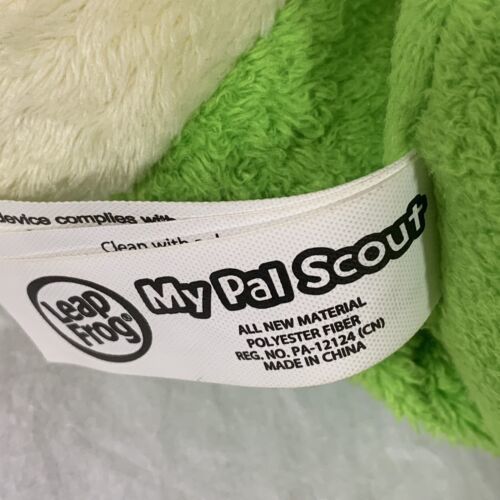 device complies with
Clean with a
Leap
Frog
My Pal Scout
ALL NEW MATERIAL
POLYESTER FIBER
REG. NO. PA-12124 (CN)
MADE IN CHINA